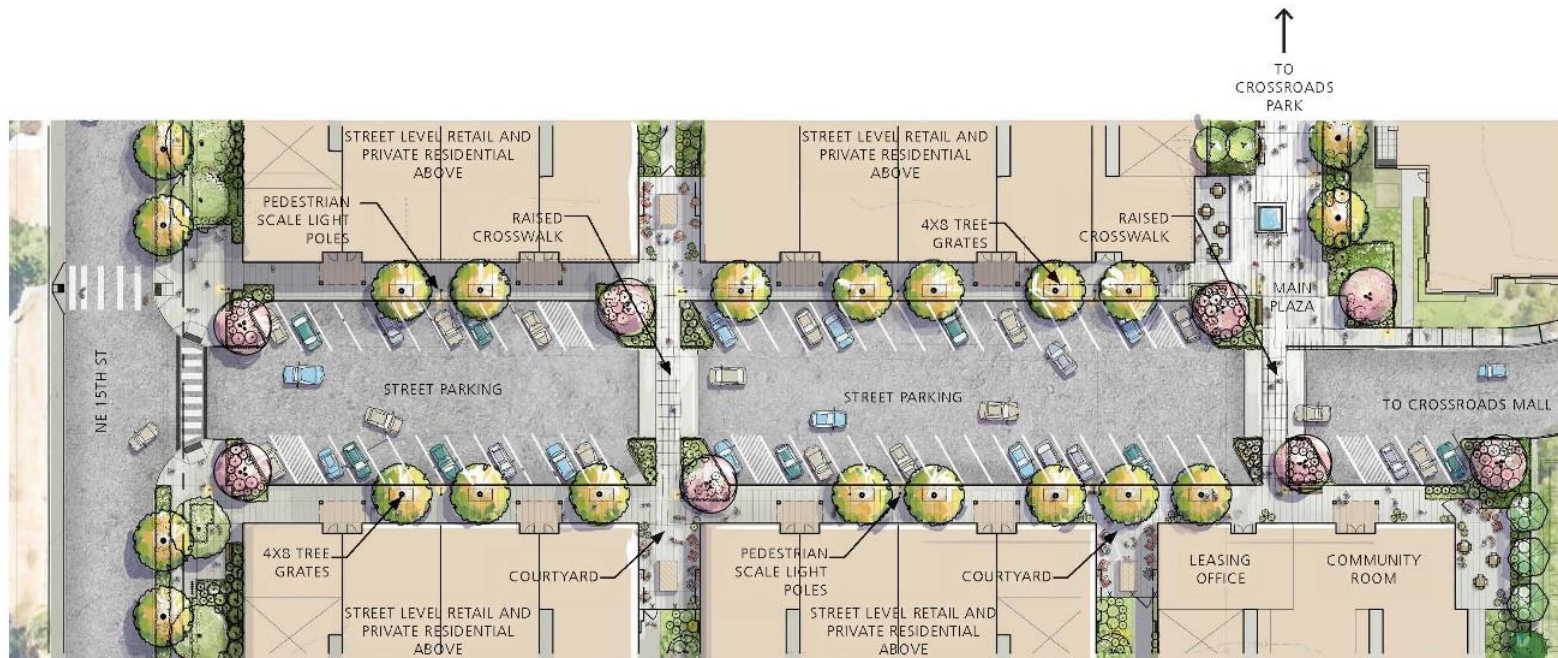 TO
CROSSROADS
PARK
STREET LEVEL RETAIL AND
PRIVATE RESIDENTIAL
ABOVE
STREET LEVEL RETAIL AND
PRIVATE RESIDENTIAL
ABOVE
PEDESTRIAN
SCALE LIGHT
POLES
RAISED
CROSSWALK
4X8 TREE
GRATES
RAISED
CROSSWALK
MAIN
PLAZA
NE 15TH ST
STREET PARKING
STREET PARKING
TO CROSSROADS MALL
4X8 TREE
GRATES
COURTYARD
PEDESTRIAN
SCALE LIGHT
POLES
COURTYARD
LEASING
OFFICE
COMMUNITY
ROOM
STREET LEVEL RETAIL AND
PRIVATE RESIDENTIAL
ABOVE
STREET LEVEL RETAIL AND
PRIVATE RESIDENTIAL
ABOVE